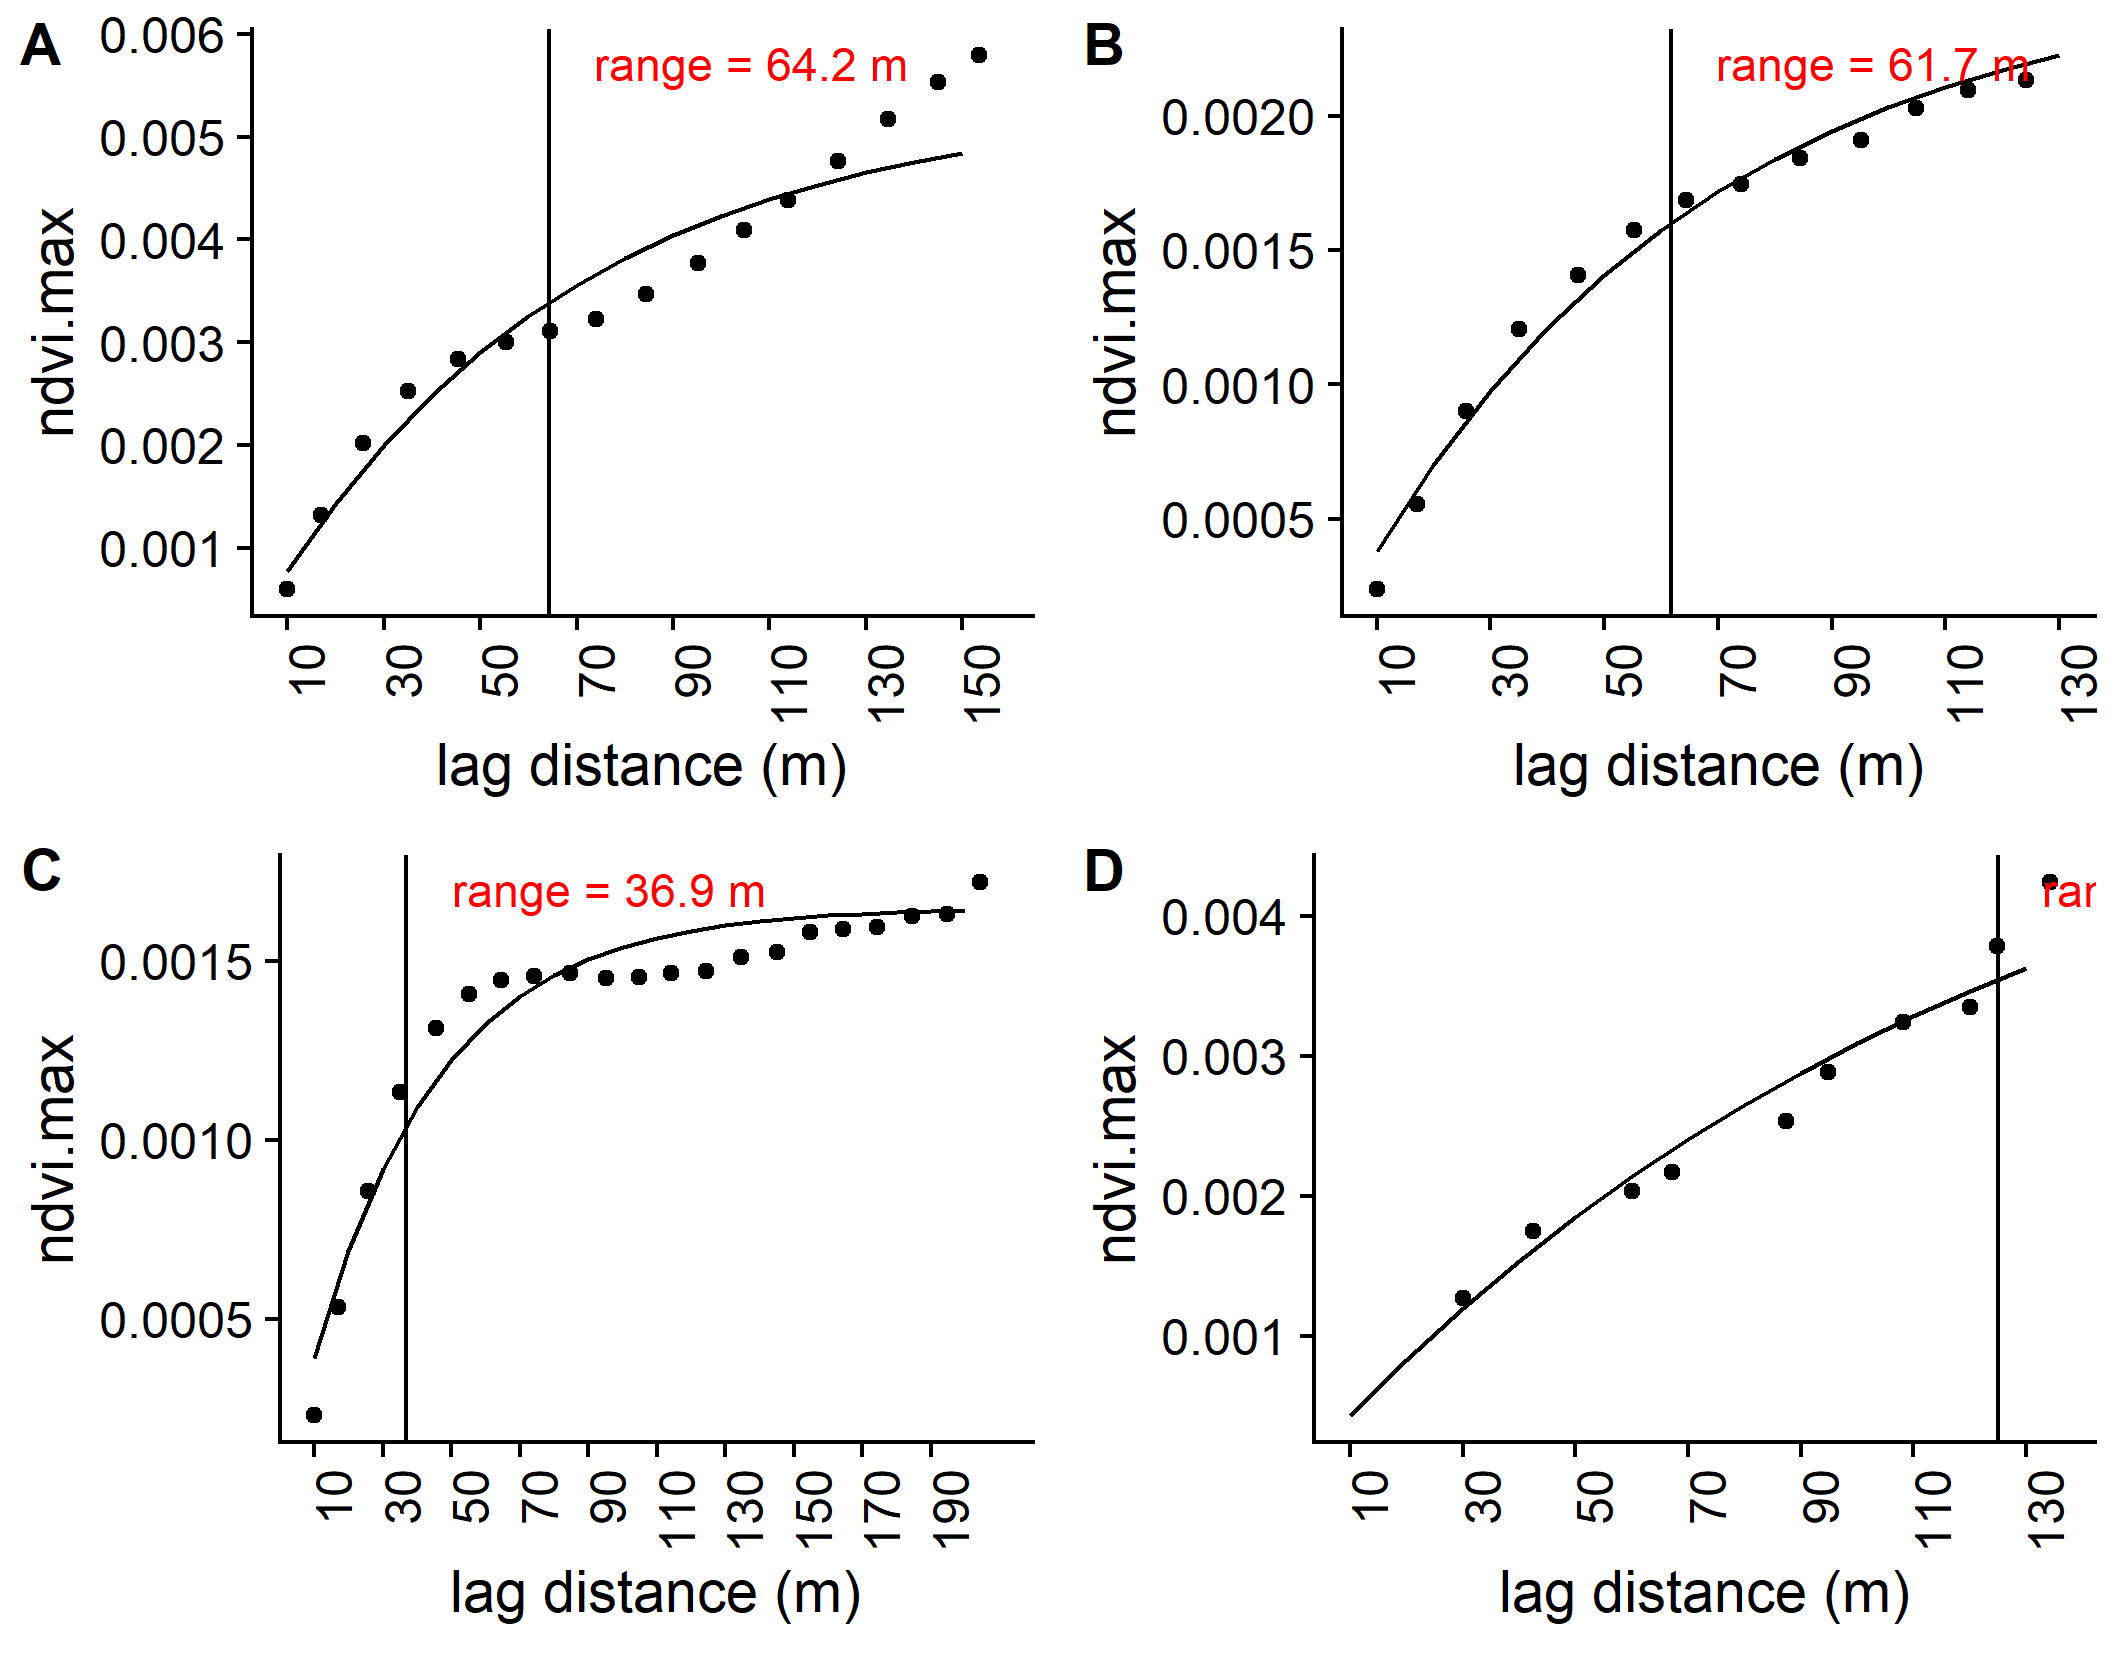 A
0.006
0.005
0.004
0.003
0.002
0.001
ndvi.max
range = 64.2 m
10 30 50 70 90 110 130 150
lag distance (m)
B
0.0020
0.0015
0.0010
0.0005
ndvi.max
range = 61.7 m
10 30 50 70 90 110 130
lag distance (m)
C
0.0015
0.0010
0.0005
ndvi.max
range = 36.9 m
10 30 50 70 90 110 130 150 170 190
lag distance (m)
D
0.004
0.003
0.002
0.001
ndvi.max
ran
10 30 50 70 90 110 130
lag distance (m)